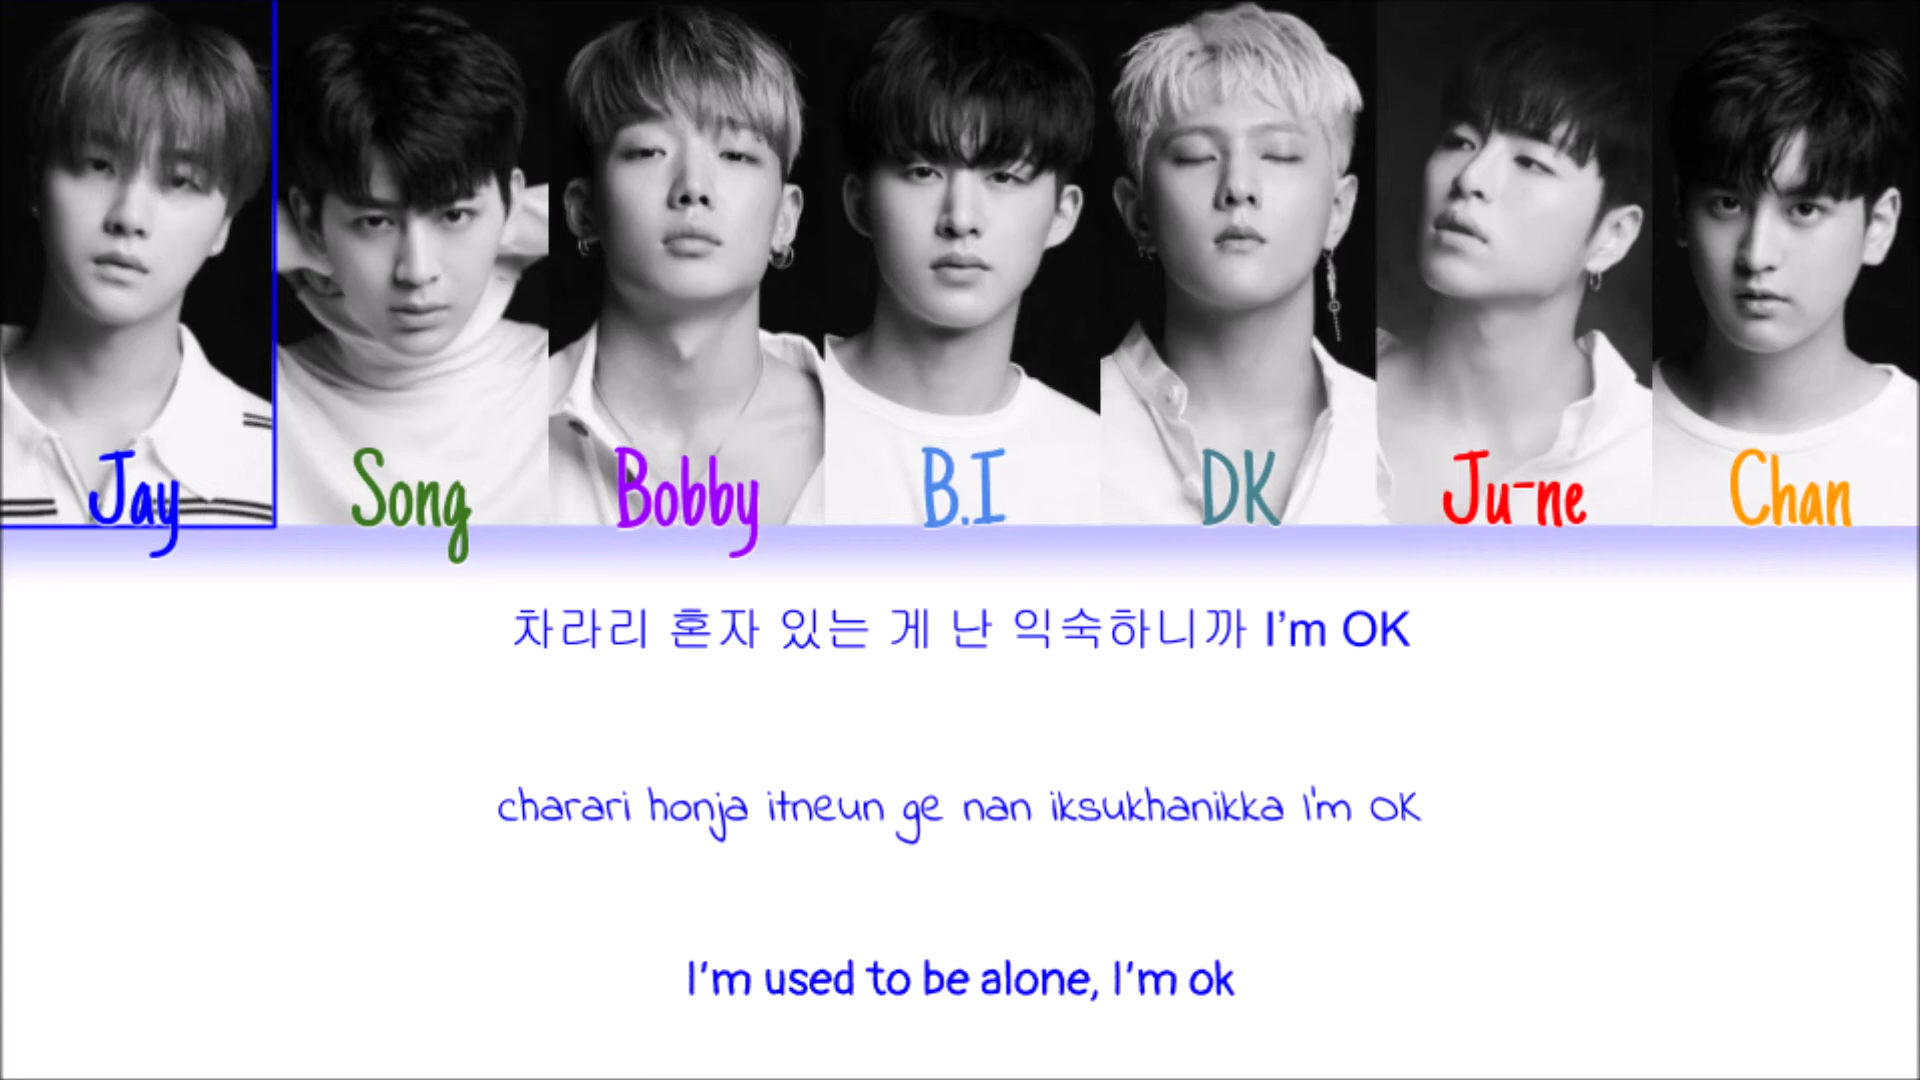 Jay Song Bobby B.I DK Ju-ne Chan
차라리 혼자 있는 게 난 익숙하니까 I'm OK
charari honja itneun ge nan iksukhanikka I'm OK
I'm used to be alone, I'm ok